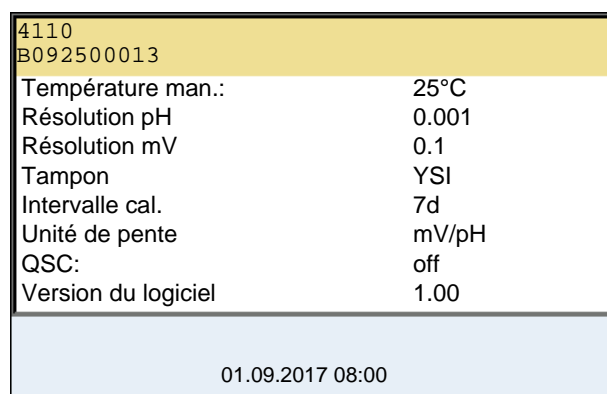 4110
B092500013
Température man.: 25°C
Résolution pH 0.001
Résolution mV 0.1
Tampon YSI
Intervalle cal. 7d
Unité de pente mV/pH
QSC: off
Version du logiciel 1.00
01.09.2017 08:00